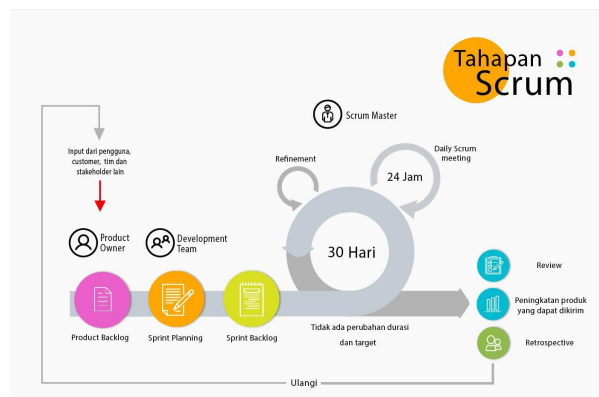 Tahapan
Scrum
Scrum Master
Input dari pengguna,
customer, tim dan
stakeholder lain
Refinement
Daily Scrum
meeting
24 Jam
Product
Owner
Development
Team
30 Hari
Review
Peningkatan produk
yang dapat dikirim
Retrospective
Product Backlog
Sprint Planning
Sprint Backlog
Tidak ada perubahan durasi
dan target
Ulangi